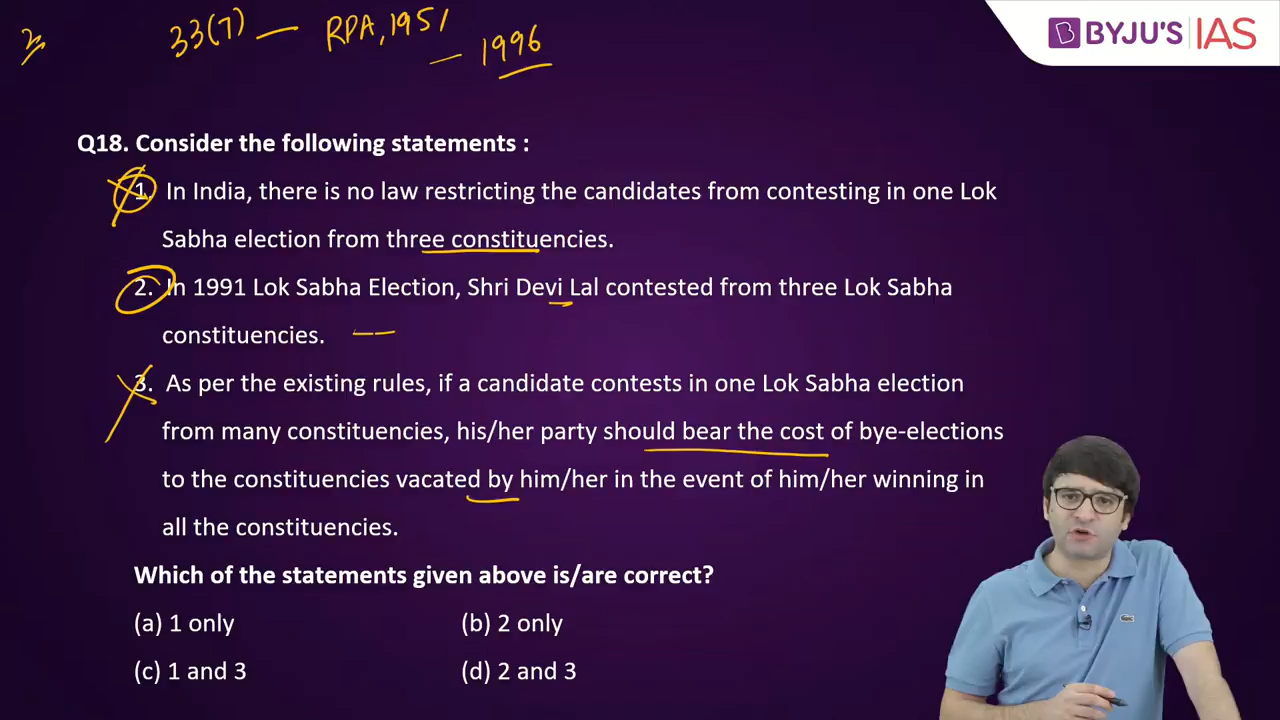 33(7) — RPA, 1951
— 1996
BYJU'S IAS
Q18. Consider the following statements :
1. In India, there is no law restricting the candidates from contesting in one Lok
Sabha election from three constituencies.
2. In 1991 Lok Sabha Election, Shri Devi Lal contested from three Lok Sabha
constituencies.
3. As per the existing rules, if a candidate contests in one Lok Sabha election
from many constituencies, his/her party should bear the cost of bye-elections
to the constituencies vacated by him/her in the event of him/her winning in
all the constituencies.
Which of the statements given above is/are correct?
(a) 1 only (b) 2 only
(c) 1 and 3 (d) 2 and 3